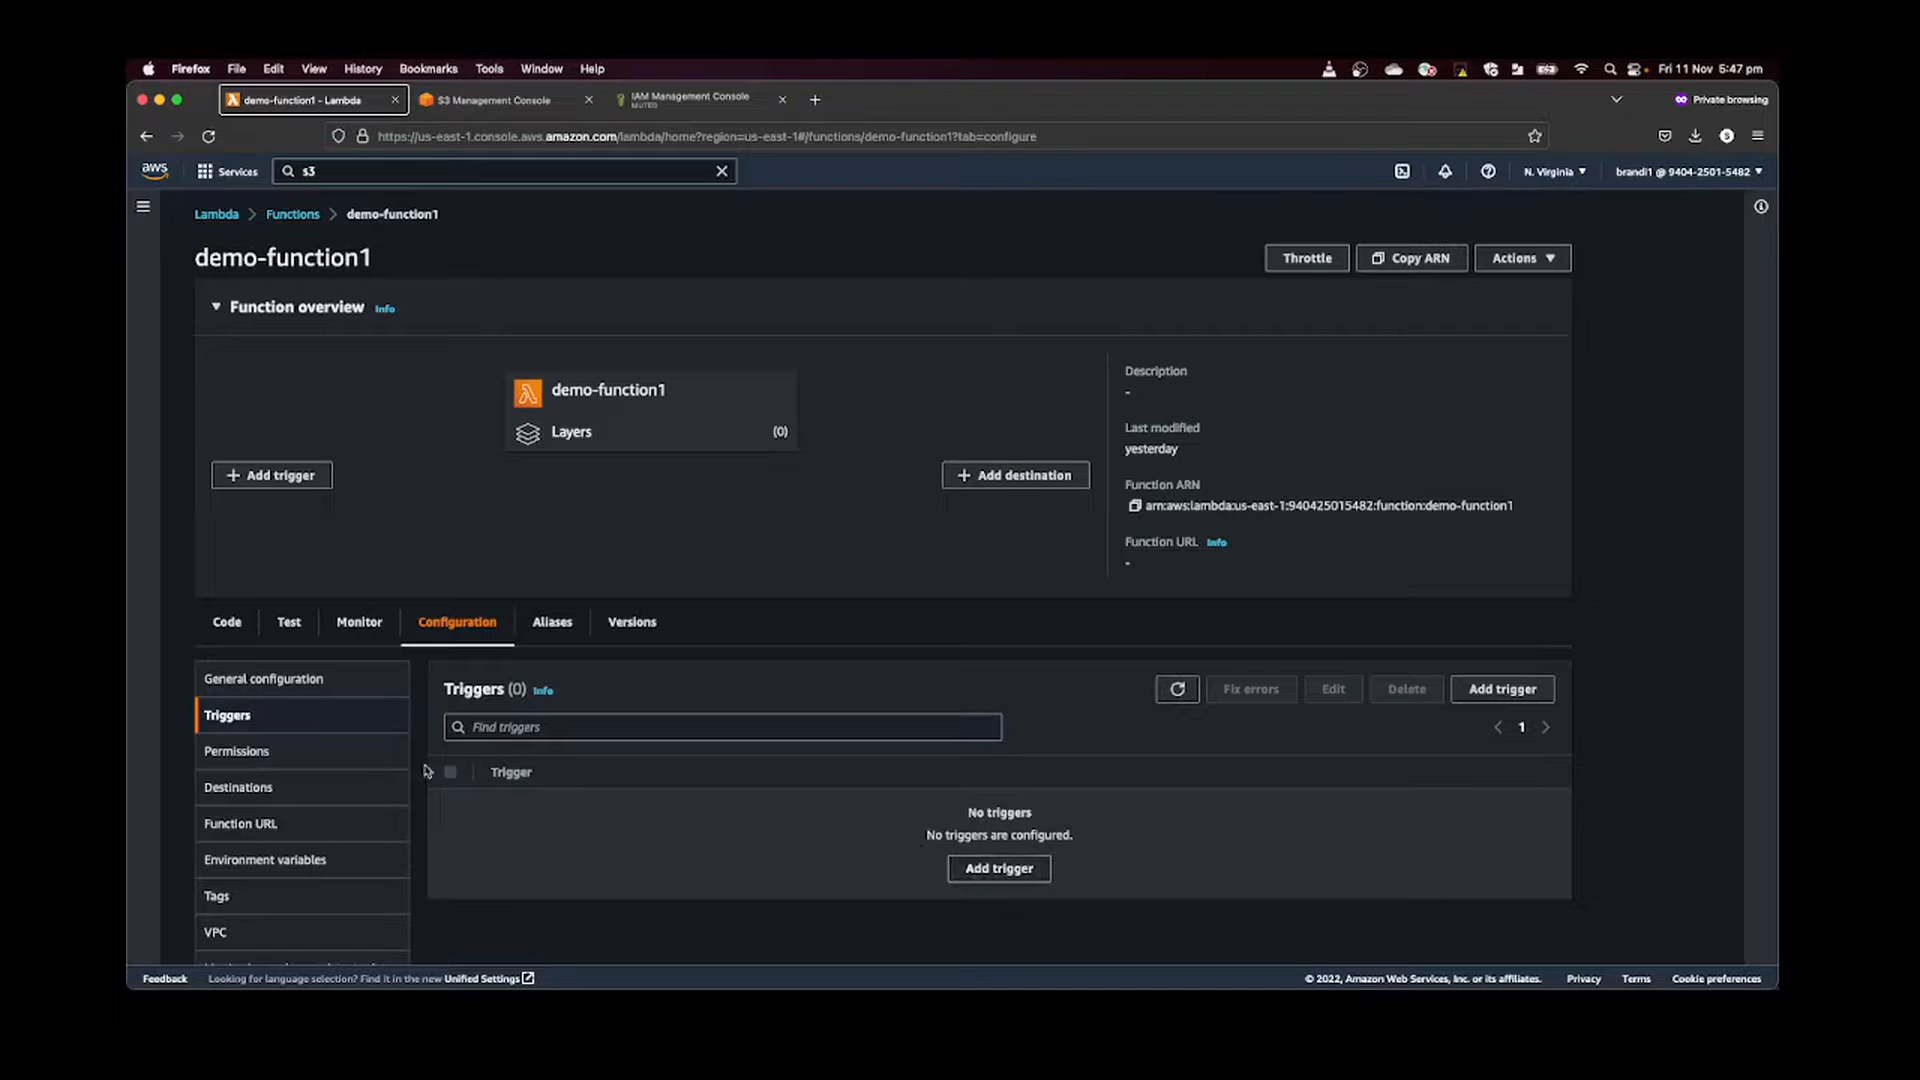 Firefox File Edit View History Bookmarks Tools Window Help Fri 11 Nov 5:47 pm
demo-function1 - Lambda S3 Management Console IAM Management Console Private browsing
MUTED
https://us-east-1.console.aws.amazon.com/lambda/home?region=us-east-1#/functions/demo-function1?tab=configure
aws Services s3 N. Virginia brandi1 @ 9404-2501-5482
Lambda Functions demo-function1
demo-function1 Throttle Copy ARN Actions
Function overview Info
demo-function1
Layers (0)
+ Add trigger
+ Add destination
Description
-
Last modified
yesterday
Function ARN
arn:aws:lambda:us-east-1:940425015482:function:demo-function1
Function URL Info
-
Code Test Monitor Configuration Aliases Versions
General configuration
Triggers
Permissions
Destinations
Function URL
Environment variables
Tags
VPC
Triggers (0) Info Fix errors Edit Delete Add trigger
Find triggers 1
Trigger
No triggers
No triggers are configured.
Add trigger
Feedback Looking for language selection? Find it in the new Unified Settings © 2022, Amazon Web Services, Inc. or its affiliates. Privacy Terms Cookie preferences